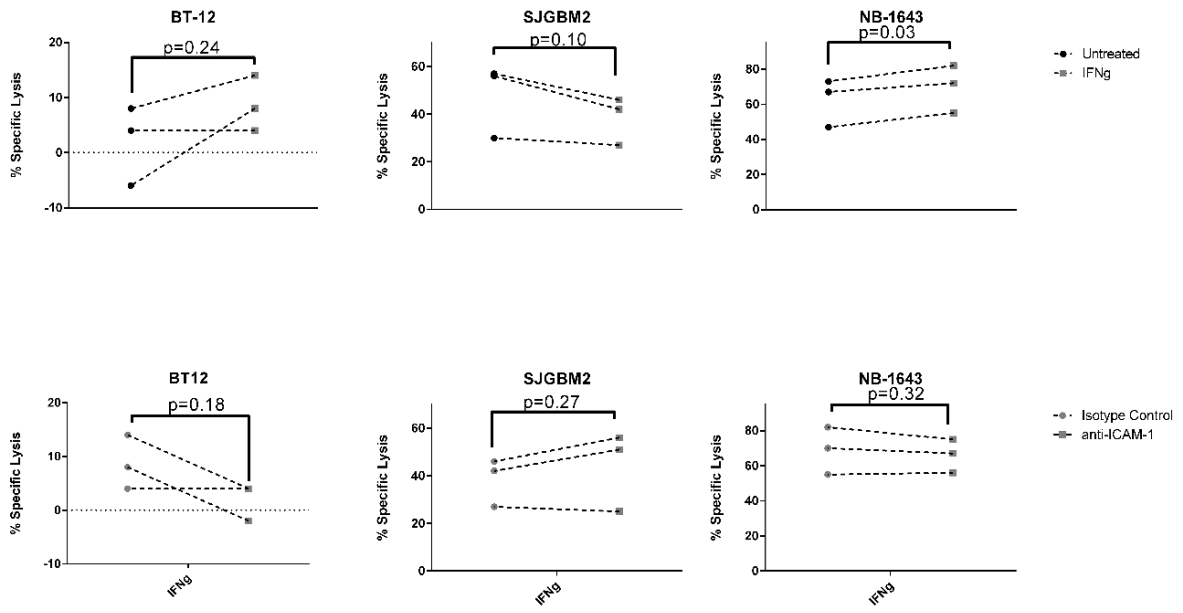 BT-12
p=0.24
% Specific Lysis
20
10
0
-10
SJGBM2
p=0.10
% Specific Lysis
60
40
20
0
NB-1643
p=0.03
% Specific Lysis
80
60
40
20
0
Untreated
IFNg
BT12
p=0.18
% Specific Lysis
20
10
0
-10
IFNg
SJGBM2
p=0.27
% Specific Lysis
60
40
20
0
IFNg
NB-1643
p=0.32
% Specific Lysis
80
60
40
20
0
IFNg
Isotype Control
anti-ICAM-1